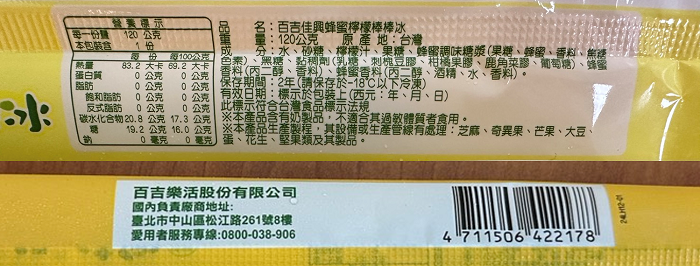 營養標示
每一份量 120公克
本包裝含 1份
每份 每100公克
熱量 83.2大卡 69.2大卡
蛋白質 0公克 0公克
脂肪 0公克 0公克
飽和脂肪 0公克 0公克
反式脂肪 0公克 0公克
碳水化合物 20.8公克 17.3公克
糖 19.2公克 16.0公克
鈉 0毫克 0毫克
品名:百吉佳興蜂蜜檸檬棒棒冰
重量:120公克 原產地:台灣
成分:水、砂糖、檸檬汁、果糖、蜂蜜調味糖漿(果糖、蜂蜜、香料、焦糖
色素)、黑糖、黏稠劑(乳糖、刺槐豆膠、柑橘果膠、鹿角菜膠、葡萄糖)、蜂蜜
香料(丙二醇、香料)、蜂蜜香料(丙二醇、酒精、水、香料)。
保存期限:2年(請保存於-18℃以下冷凍)
有效日期:標示於包裝上(西元:年、月、日)
此標示符合台灣食品標示法規
※本產品含有奶製品,不適合其過敏體質者食用。
※本產品生產製程,其設備或生產管線有處理:芝麻、奇異果、芒果、大豆、
蛋、花生、堅果類及其製品。
冰
百吉樂活股份有限公司
國內負責廠商地址:
臺北市中山區松江路261號8樓
愛用者服務專線:0800-038-906
4 711506 422178
24LH12-01